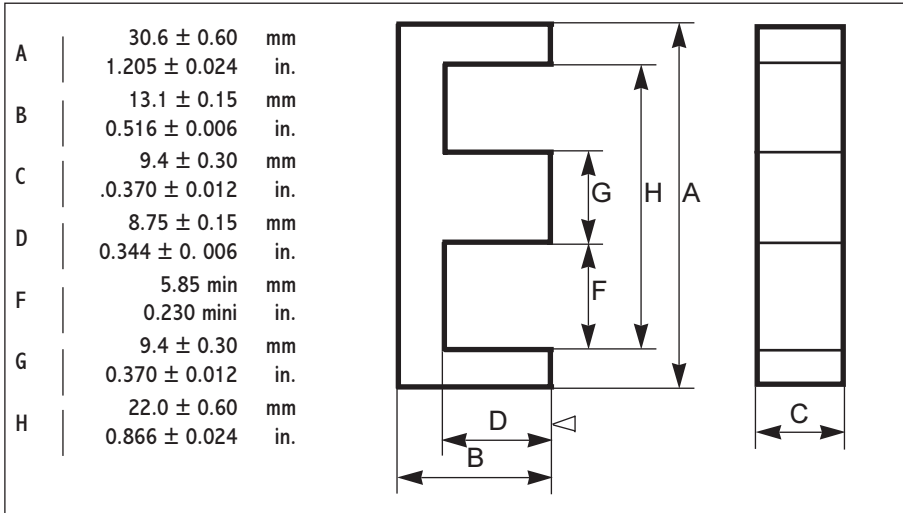 A 30.6 ± 0.60 mm
1.205 ± 0.024 in.
B 13.1 ± 0.15 mm
0.516 ± 0.006 in.
C 9.4 ± 0.30 mm
.0.370 ± 0.012 in.
D 8.75 ± 0.15 mm
0.344 ± 0. 006 in.
F 5.85 min mm
0.230 mini in.
G 9.4 ± 0.30 mm
0.370 ± 0.012 in.
H 22.0 ± 0.60 mm
0.866 ± 0.024 in.
G H A
F
D
B
C